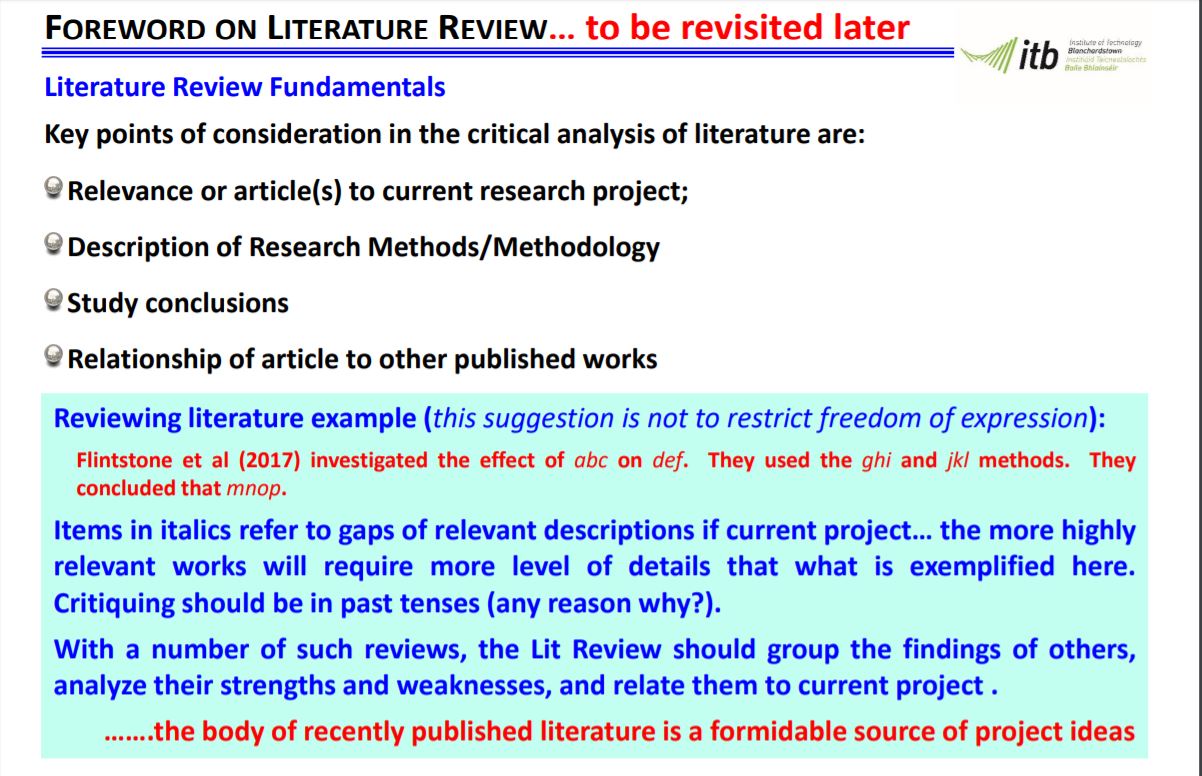 FOREWORD ON LITERATURE REVIEW... to be revisited later
itb
Institute of Technology
Blanchardstown
Institiúid Teicneolaíochta
Baile Bhlainséir
Literature Review Fundamentals
Key points of consideration in the critical analysis of literature are:
Relevance or article(s) to current research project;
Description of Research Methods/Methodology
Study conclusions
Relationship of article to other published works
Reviewing literature example (this suggestion is not to restrict freedom of expression):
Flintstone et al (2017) investigated the effect of abc on def. They used the ghi and jkl methods. They
concluded that mnop.
Items in italics refer to gaps of relevant descriptions if current project... the more highly
relevant works will require more level of details that what is exemplified here.
Critiquing should be in past tenses (any reason why?).
With a number of such reviews, the Lit Review should group the findings of others,
analyze their strengths and weaknesses, and relate them to current project .
.......the body of recently published literature is a formidable source of project ideas